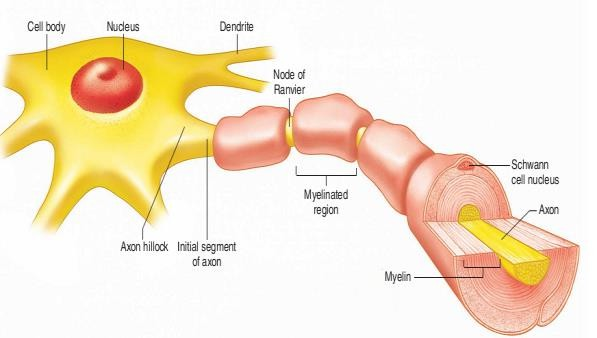 Cell body
Nucleus
Dendrite
Node of
Ranvier
Schwann
cell nucleus
Myelinated
region
Axon
Axon hillock
Initial segment
of axon
Myelin